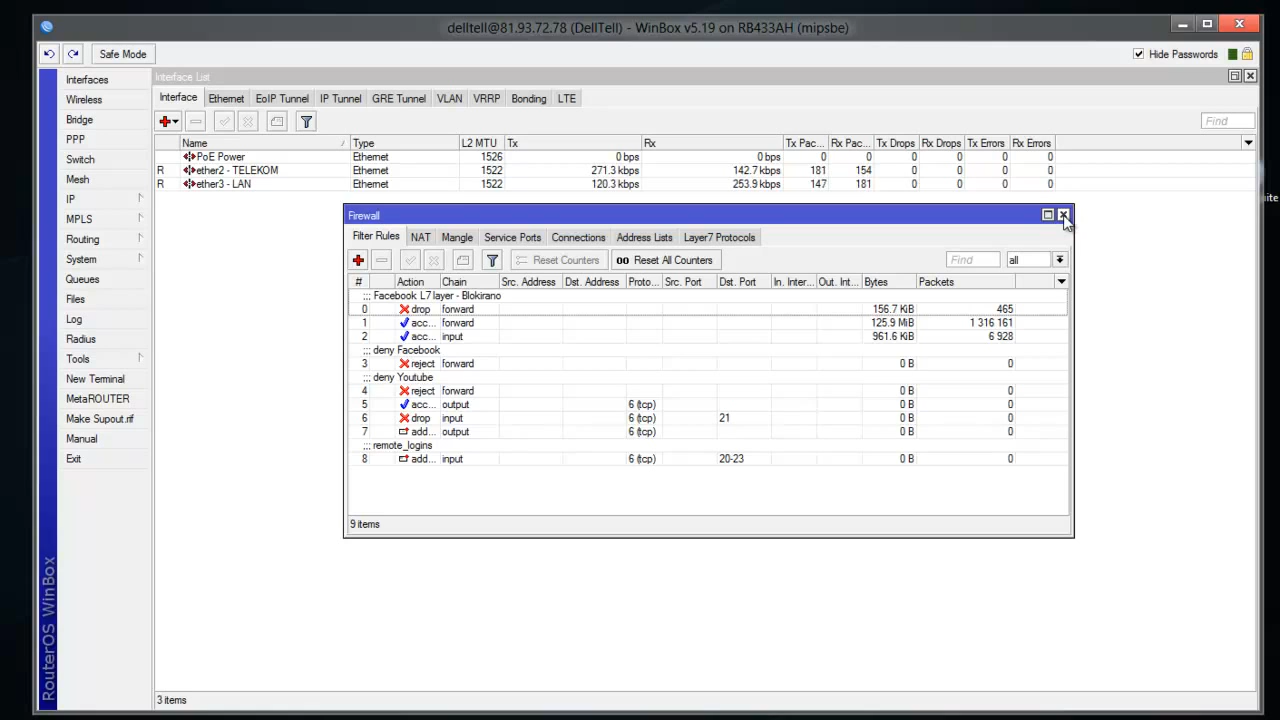 delltell@81.93.72.78 (DellTell) - WinBox v5.19 on RB433AH (mipsbe)
Safe Mode Hide Passwords
Interfaces
Wireless
Bridge
PPP
Switch
Mesh
IP
MPLS
Routing
System
Queues
Files
Log
Radius
Tools
New Terminal
MetaROUTER
Make Supout.rif
Manual
Exit
RouterOS WinBox
Interface List
Interface Ethernet EoIP Tunnel IP Tunnel GRE Tunnel VLAN VRRP Bonding LTE
Find
Name Type L2 MTU Tx Rx Tx Pac... Rx Pac... Tx Drops Rx Drops Tx Errors Rx Errors
PoE Power Ethernet 1526 0 bps 0 bps 0 0 0 0 0 0
R ether2 - TELEKOM Ethernet 1522 271.3 kbps 142.7 kbps 181 154 0 0 0 0
R ether3 - LAN Ethernet 1522 120.3 kbps 253.9 kbps 147 181 0 0 0 0
Firewall
Filter Rules NAT Mangle Service Ports Connections Address Lists Layer7 Protocols
Reset Counters 00 Reset All Counters Find all
# Action Chain Src. Address Dst. Address Proto... Src. Port Dst. Port In. Inter... Out. Int... Bytes Packets
;;; Facebook L7 layer - Blokirano
0 drop forward 156.7 KiB 465
1 acc... forward 125.9 MiB 1 316 161
2 acc... input 961.6 KiB 6 928
;;; deny Facebook
3 reject forward 0 B 0
;;; deny Youtube
4 reject forward 0 B 0
5 acc... output 6 (tcp) 0 B 0
6 drop input 6 (tcp) 21 0 B 0
7 add... output 6 (tcp) 0 B 0
;;; remote_logins
8 add... input 6 (tcp) 20-23 0 B 0
9 items
3 items
ite